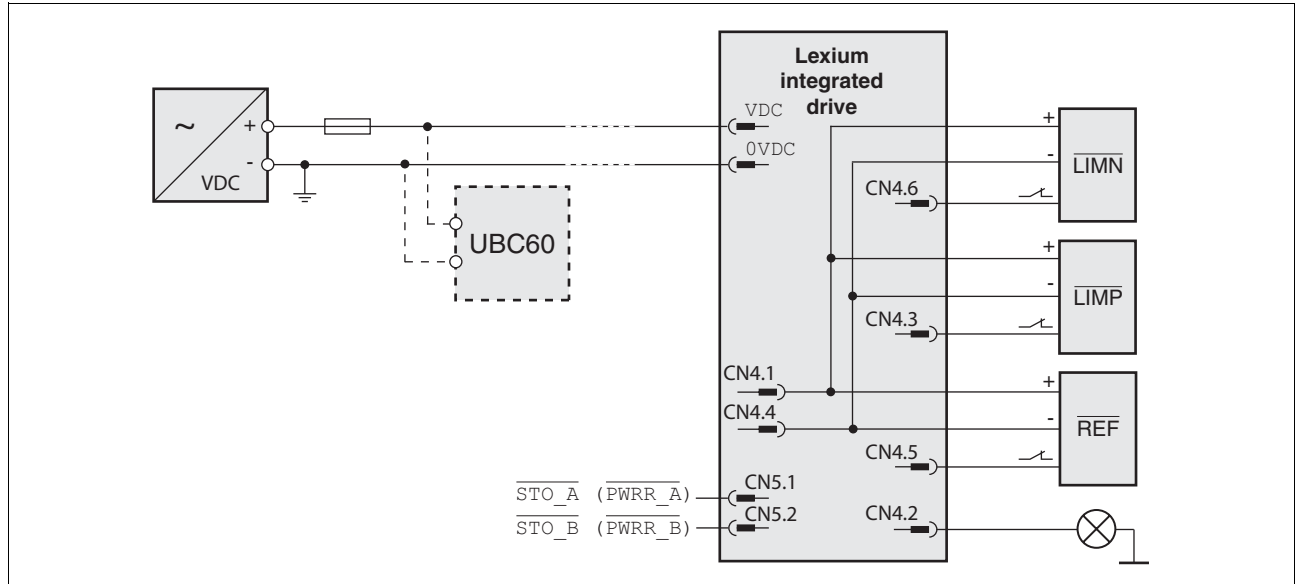 Lexium
integrated
drive
~
+
-
VDC
VDC
0VDC
UBC60
+
-
LIMN
CN4.6
+
-
LIMP
CN4.3
CN4.1
CN4.4
+
-
REF
CN4.5
STO_A (PWRR_A)
CN5.1
STO_B (PWRR_B)
CN5.2
CN4.2